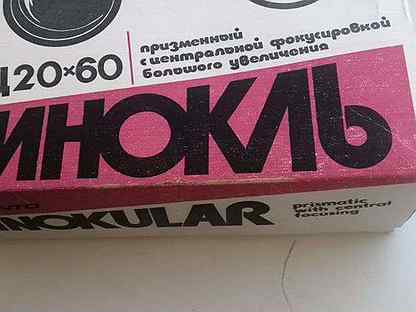 Ц20×60
призменный
с центральной фокусировкой
большого увеличения
ИНОКЛЬ
INOKULAR
prismatic
with central
focusing